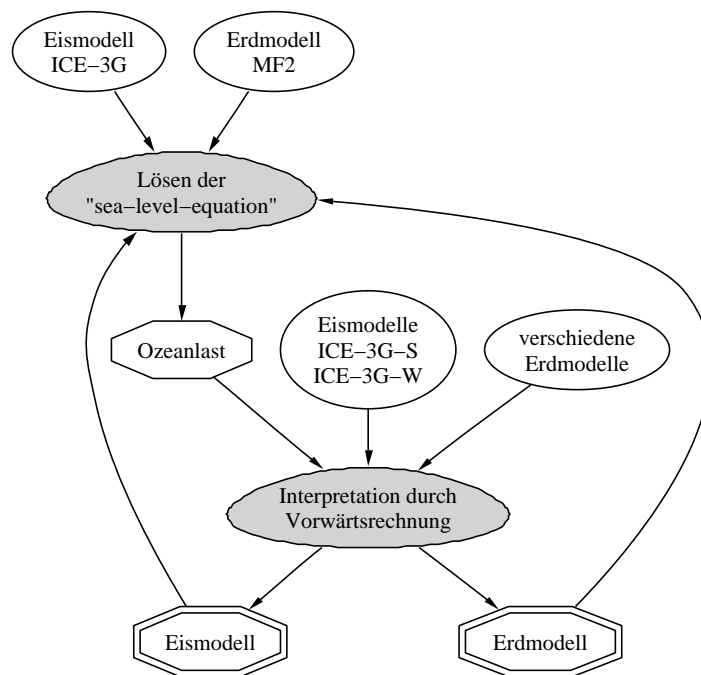 Eismodell
ICE−3G
Erdmodell
MF2
Lösen der
"sea−level−equation"
Ozeanlast
Eismodelle
ICE−3G−S
ICE−3G−W
verschiedene
Erdmodelle
Interpretation durch
Vorwärtsrechnung
Eismodell
Erdmodell